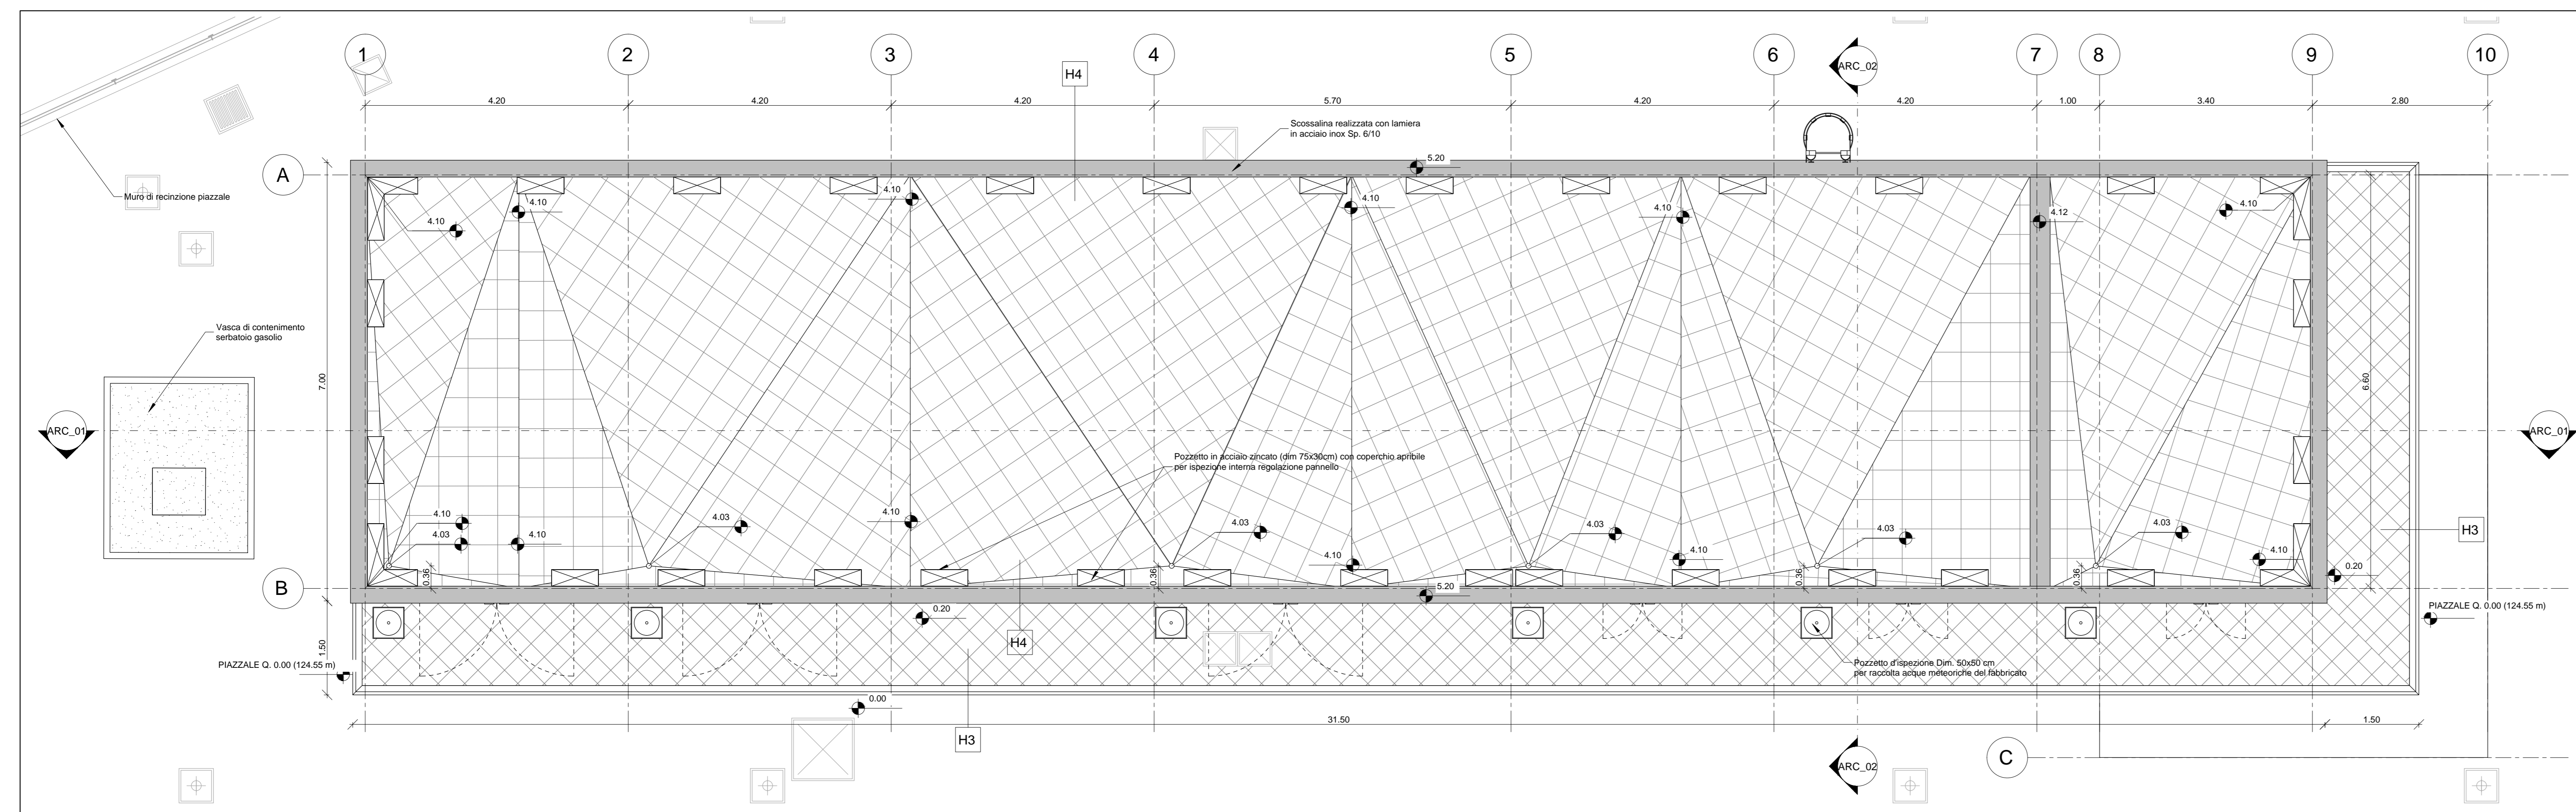 1
2
3
4
5
6
7
8
9
10
ARC_02
H4
4.20
4.20
4.20
5.70
4.20
4.20
1.00
3.40
2.80
Scossalina realizzata con lamiera
in acciaio inox Sp. 6/10
5.20
A
Muro di recinzione piazzale
4.10
4.10
4.10
4.10
4.10
4.12
4.10
Vasca di contenimento
serbatoio gasolio
7.00
6.60
ARC_01
ARC_01
Pozzetto in acciaio zincato (dim 75x30cm) con coperchio apribile
per ispezione interna regolazione pannello
4.10
4.03
4.10
4.03
4.10
4.03
4.10
4.03
4.10
4.03
4.03
4.10
H3
0.36
0.36
0.36
0.36
B
5.20
0.20
0.20
PIAZZALE Q. 0.00 (124.55 m)
H4
1.50
PIAZZALE Q. 0.00 (124.55 m)
Pozzetto d'ispezione Dim. 50x50 cm
per raccolta acque meteoriche del fabbricato
0.00
31.50
1.50
H3
C
ARC_02